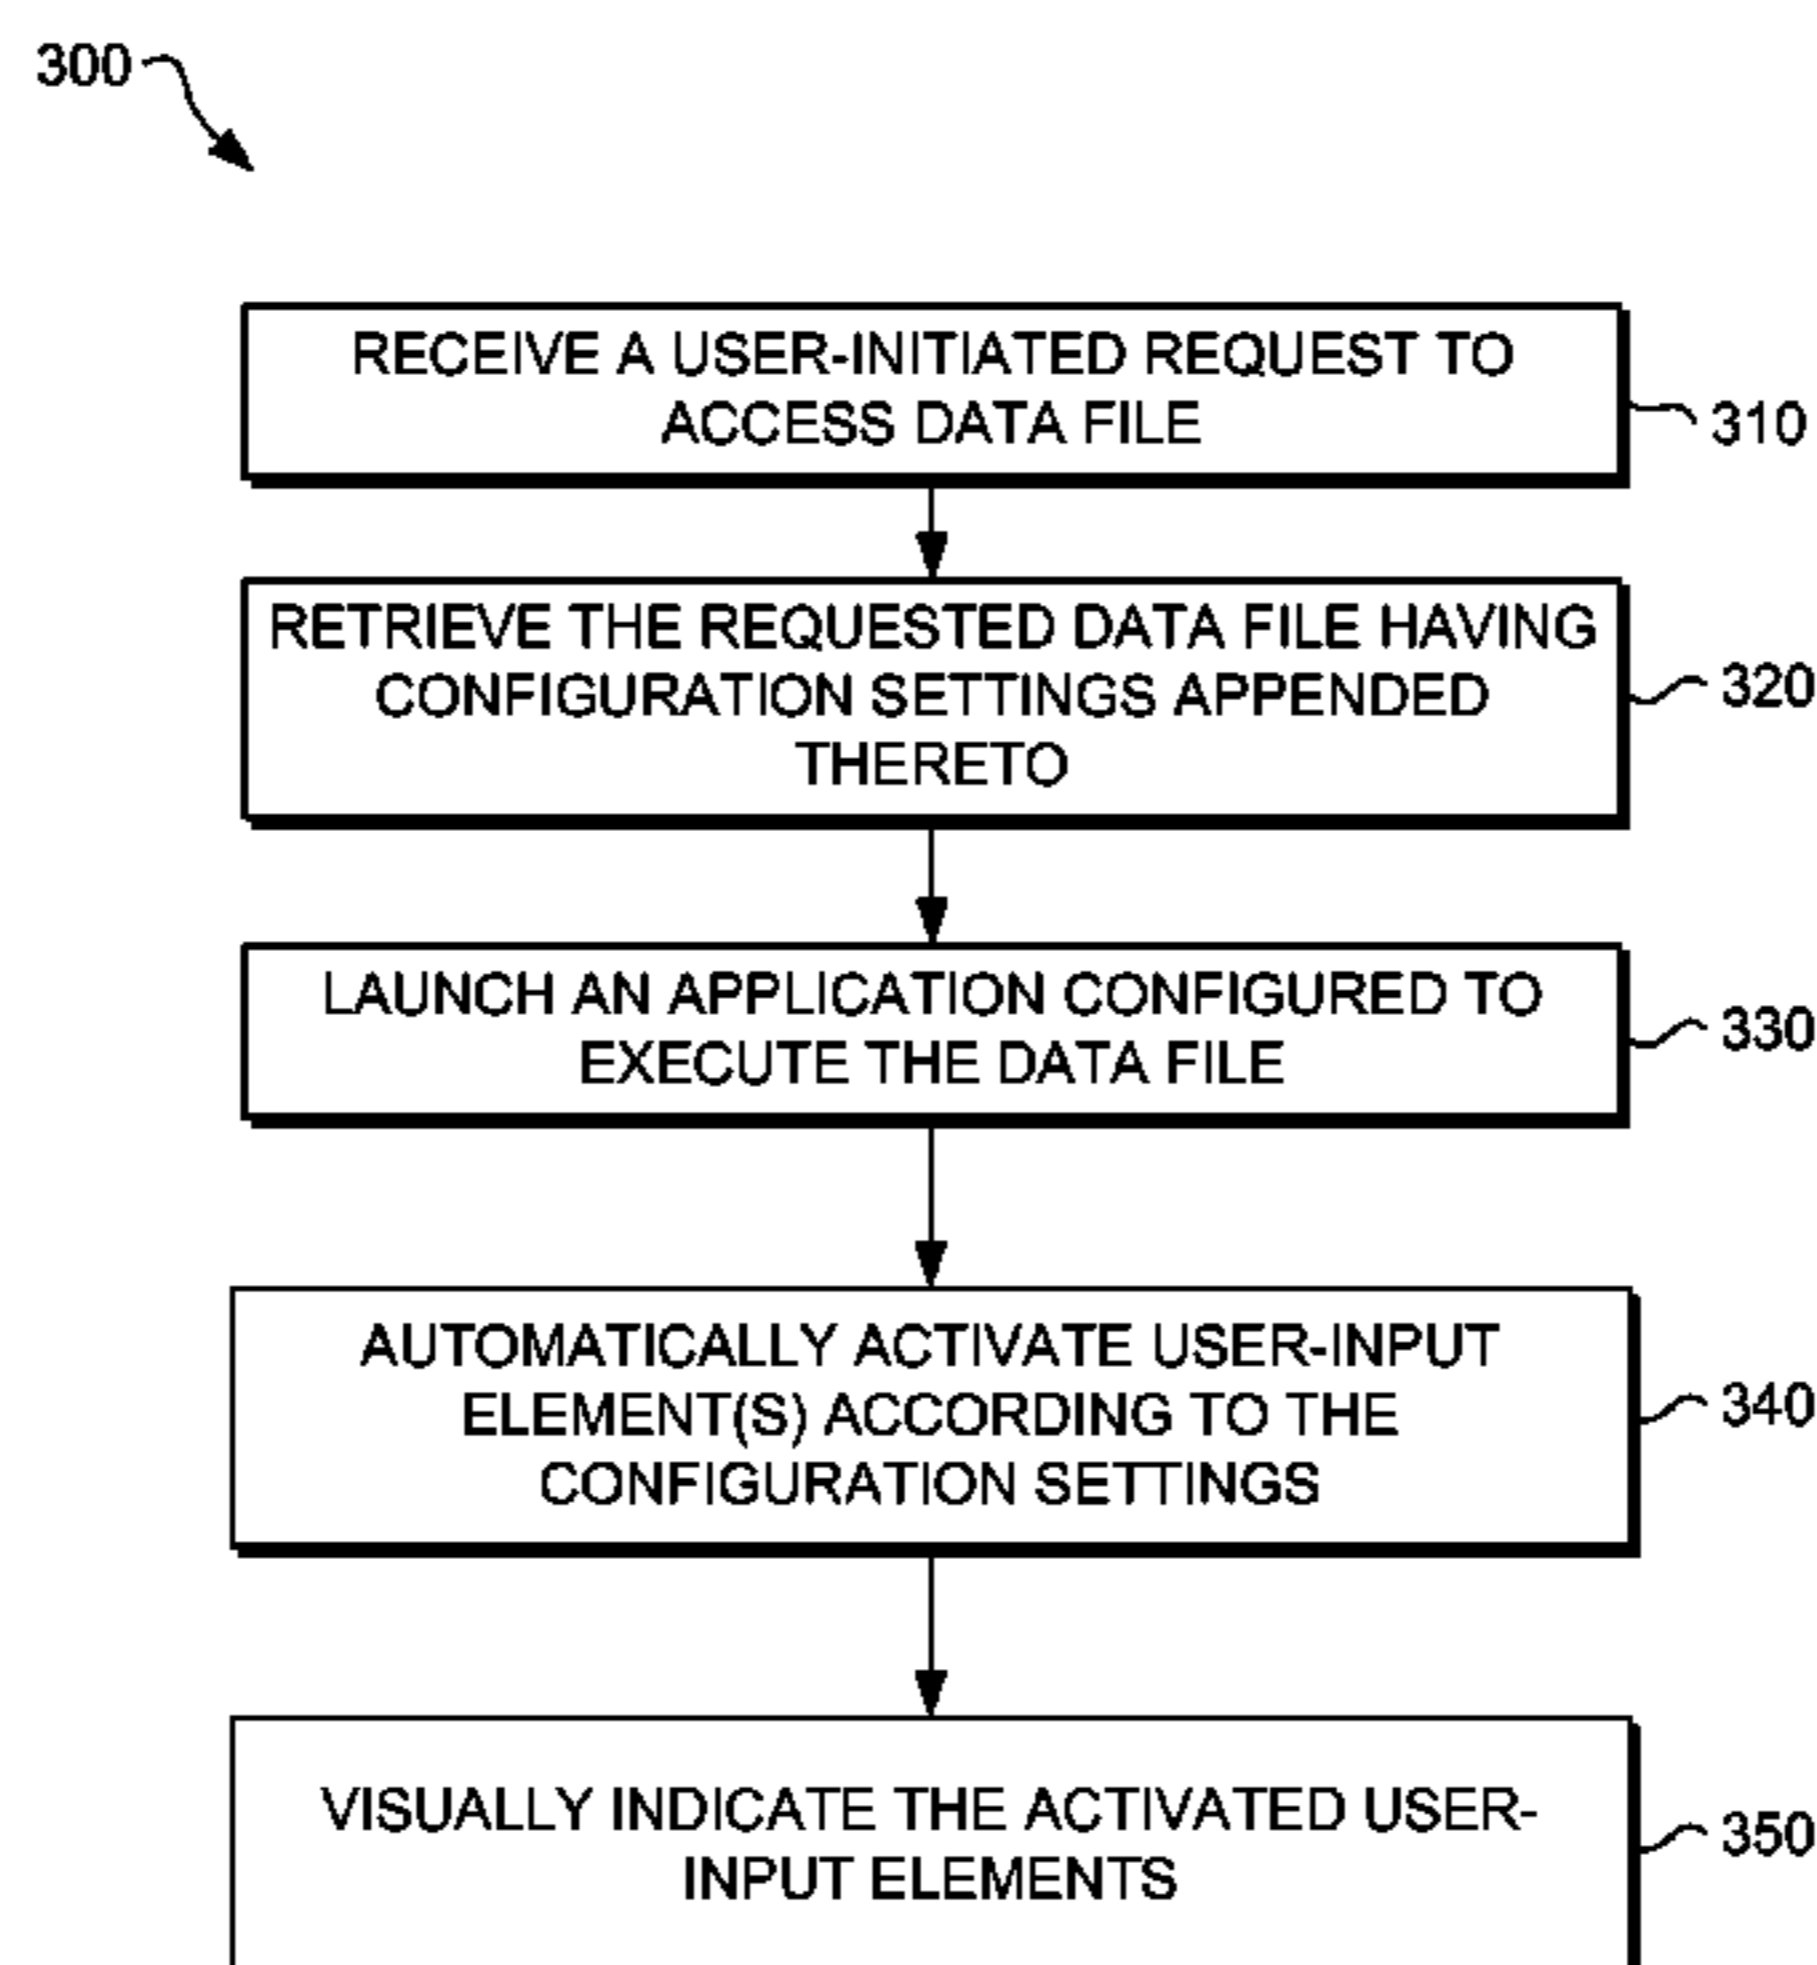 300
RECEIVE A USER-INITIATED REQUEST TO
ACCESS DATA FILE
310
RETRIEVE THE REQUESTED DATA FILE HAVING
CONFIGURATION SETTINGS APPENDED
THERETO
320
LAUNCH AN APPLICATION CONFIGURED TO
EXECUTE THE DATA FILE
330
AUTOMATICALLY ACTIVATE USER-INPUT
ELEMENT(S) ACCORDING TO THE
CONFIGURATION SETTINGS
340
VISUALLY INDICATE THE ACTIVATED USER-
INPUT ELEMENTS
350